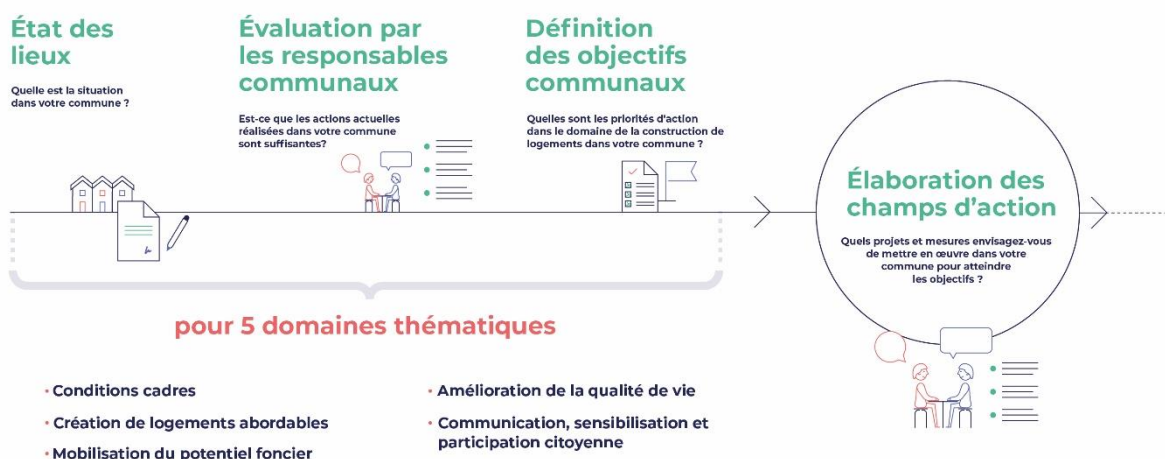 État des
lieux
Quelle est la situation
dans votre commune ?
Évaluation par
les responsables
communaux
Est-ce que les actions actuelles
réalisées dans votre commune
sont suffisantes?
Définition
des objectifs
communaux
Quelles sont les priorités d'action
dans le domaine de la construction de
logements dans votre commune ?
Élaboration des
champs d'action
Quels projets et mesures envisagez-vous
de mettre en œuvre dans votre
commune pour atteindre
les objectifs ?
pour 5 domaines thématiques
• Conditions cadres
• Création de logements abordables
• Mobilisation du potentiel foncier
• Amélioration de la qualité de vie
• Communication, sensibilisation et
participation citoyenne